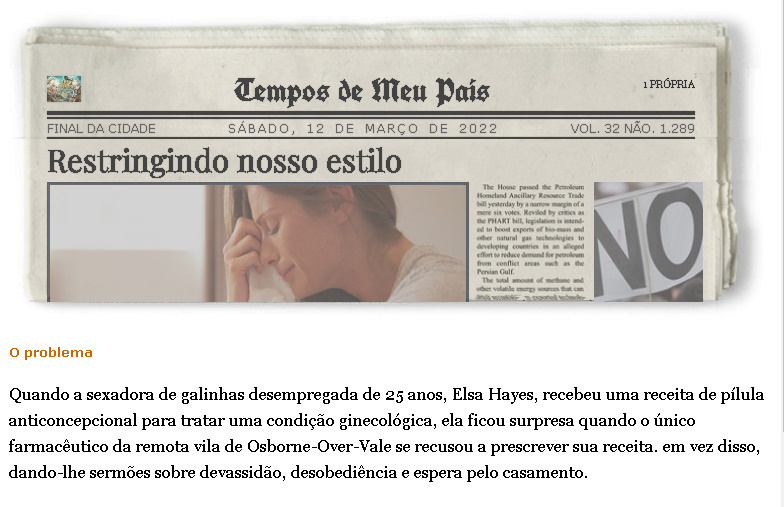 Tempos de Meu País
1 PRÓPRIA
FINAL DA CIDADE
SÁBADO, 12 DE MARÇO DE 2022
VOL. 32 NÃO. 1.289
Restringindo nosso estilo
The House passed the Petroleum
Homeland Ancillary Resource Trade
bill yesterday by a narrow margin of a
mere six votes. Reviled by critics as
the PHART bill, legislation is intend-
ed to boost exports of bio-mass and
other natural gas technologies to
developing countries in an alleged
effort to reduce demand for petroleum
from conflict areas such as the
Persian Gulf.
The total amount of methane and
other volatile energy sources that can
NO
O problema
Quando a sexadora de galinhas desempregada de 25 anos, Elsa Hayes, recebeu uma receita de pílula
anticoncepcional para tratar uma condição ginecológica, ela ficou surpresa quando o único
farmacêutico da remota vila de Osborne-Over-Vale se recusou a prescrever sua receita. em vez disso,
dando-lhe sermões sobre devassidão, desobediência e espera pelo casamento.